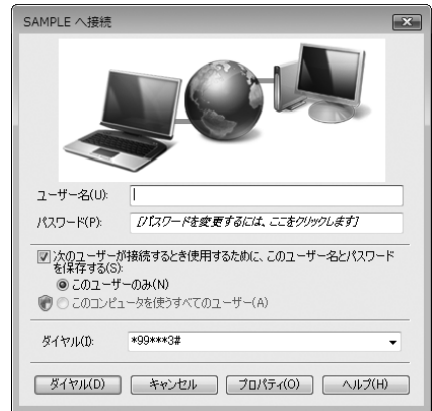 SAMPLE へ接続
ユーザー名(U):
パスワード(P): [パスワードを変更するには、ここをクリックします]
次のユーザーが接続するとき使用するために、このユーザー名とパスワード
を保存する(S):
このユーザーのみ(N)
このコンピュータを使うすべてのユーザー(A)
ダイヤル(I): *99***3#
ダイヤル(D) キャンセル プロパティ(O) ヘルプ(H)